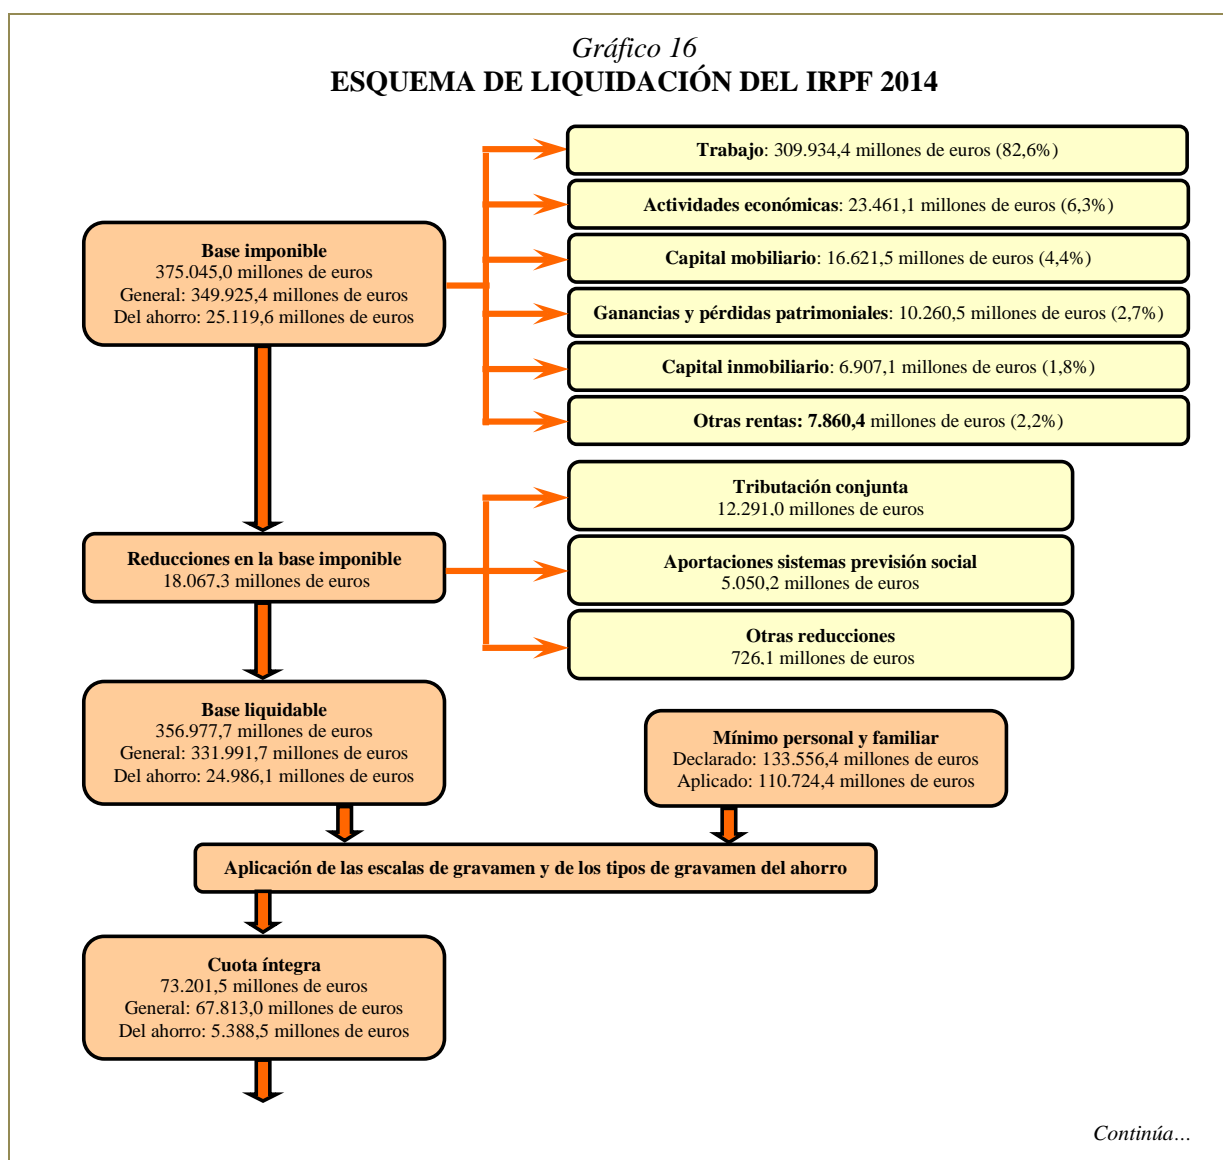 Gráfico 16
ESQUEMA DE LIQUIDACIÓN DEL IRPF 2014
Trabajo: 309.934,4 millones de euros (82,6%)
Actividades económicas: 23.461,1 millones de euros (6,3%)
Base imponible
375.045,0 millones de euros
General: 349.925,4 millones de euros
Del ahorro: 25.119,6 millones de euros
Capital mobiliario: 16.621,5 millones de euros (4,4%)
Ganancias y pérdidas patrimoniales: 10.260,5 millones de euros (2,7%)
Capital inmobiliario: 6.907,1 millones de euros (1,8%)
Otras rentas: 7.860,4 millones de euros (2,2%)
Tributación conjunta
12.291,0 millones de euros
Reducciones en la base imponible
18.067,3 millones de euros
Aportaciones sistemas previsión social
5.050,2 millones de euros
Otras reducciones
726,1 millones de euros
Base liquidable
356.977,7 millones de euros
General: 331.991,7 millones de euros
Del ahorro: 24.986,1 millones de euros
Mínimo personal y familiar
Declarado: 133.556,4 millones de euros
Aplicado: 110.724,4 millones de euros
Aplicación de las escalas de gravamen y de los tipos de gravamen del ahorro
Cuota íntegra
73.201,5 millones de euros
General: 67.813,0 millones de euros
Del ahorro: 5.388,5 millones de euros
Continúa...